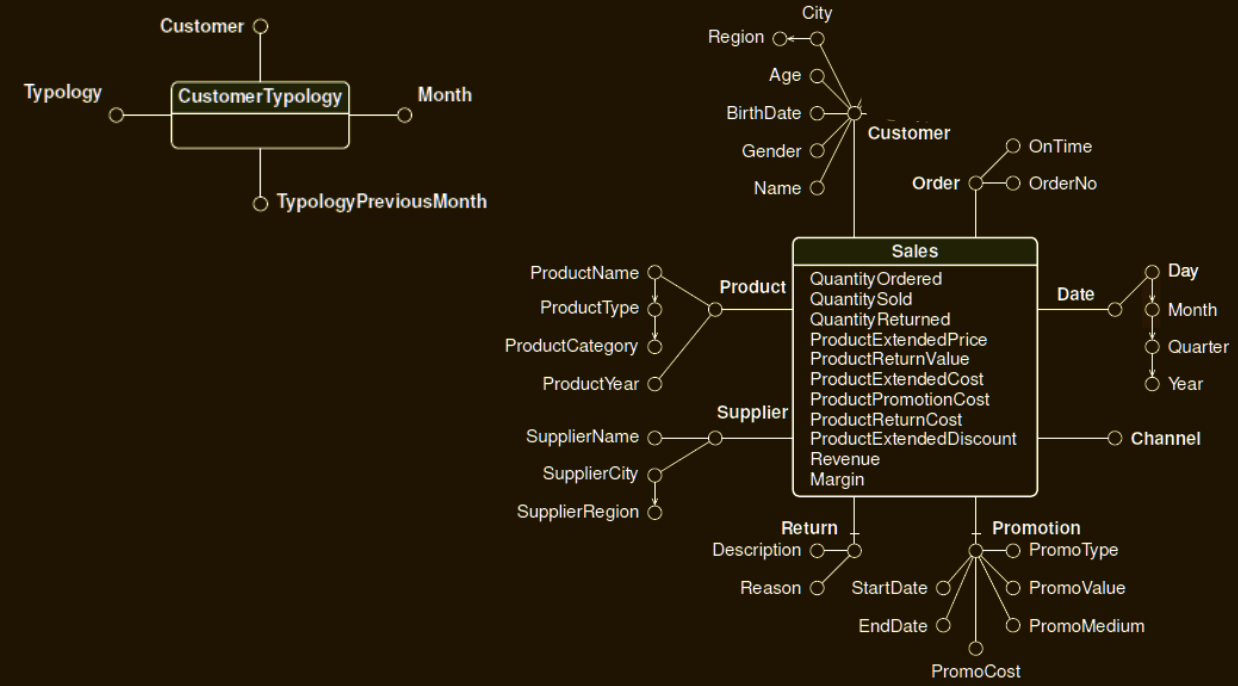 Customer
Typology
CustomerTypology
Month
TypologyPreviousMonth
City
Region
Age
BirthDate
Gender
Name
Customer
Order
OnTime
OrderNo
Sales
QuantityOrdered
QuantitySold
QuantityReturned
ProductExtendedPrice
ProductReturnValue
ProductExtendedCost
ProductPromotionCost
ProductReturnCost
ProductExtendedDiscount
Revenue
Margin
Product
ProductName
ProductType
ProductCategory
ProductYear
Supplier
SupplierName
SupplierCity
SupplierRegion
Date
Day
Month
Quarter
Year
Channel
Return
Description
Reason
Promotion
PromoType
StartDate
PromoValue
EndDate
PromoMedium
PromoCost